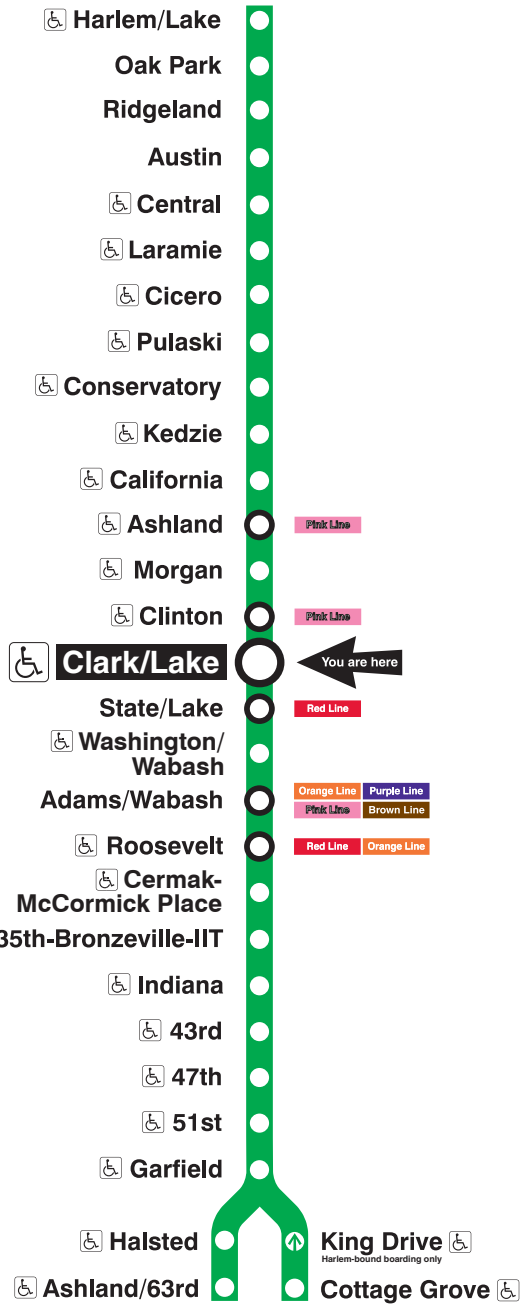 Harlem/Lake
Oak Park
Ridgeland
Austin
Central
Laramie
Cicero
Pulaski
Conservatory
Kedzie
California
Ashland
Pink Line
Morgan
Clinton
Pink Line
Clark/Lake
You are here
State/Lake
Red Line
Washington/
Wabash
Adams/Wabash
Orange Line Purple Line
Pink Line Brown Line
Roosevelt
Red Line Orange Line
Cermak-
McCormick Place
35th-Bronzeville-IIT
Indiana
43rd
47th
51st
Garfield
Halsted
King Drive
Harlem-bound boarding only
Ashland/63rd
Cottage Grove